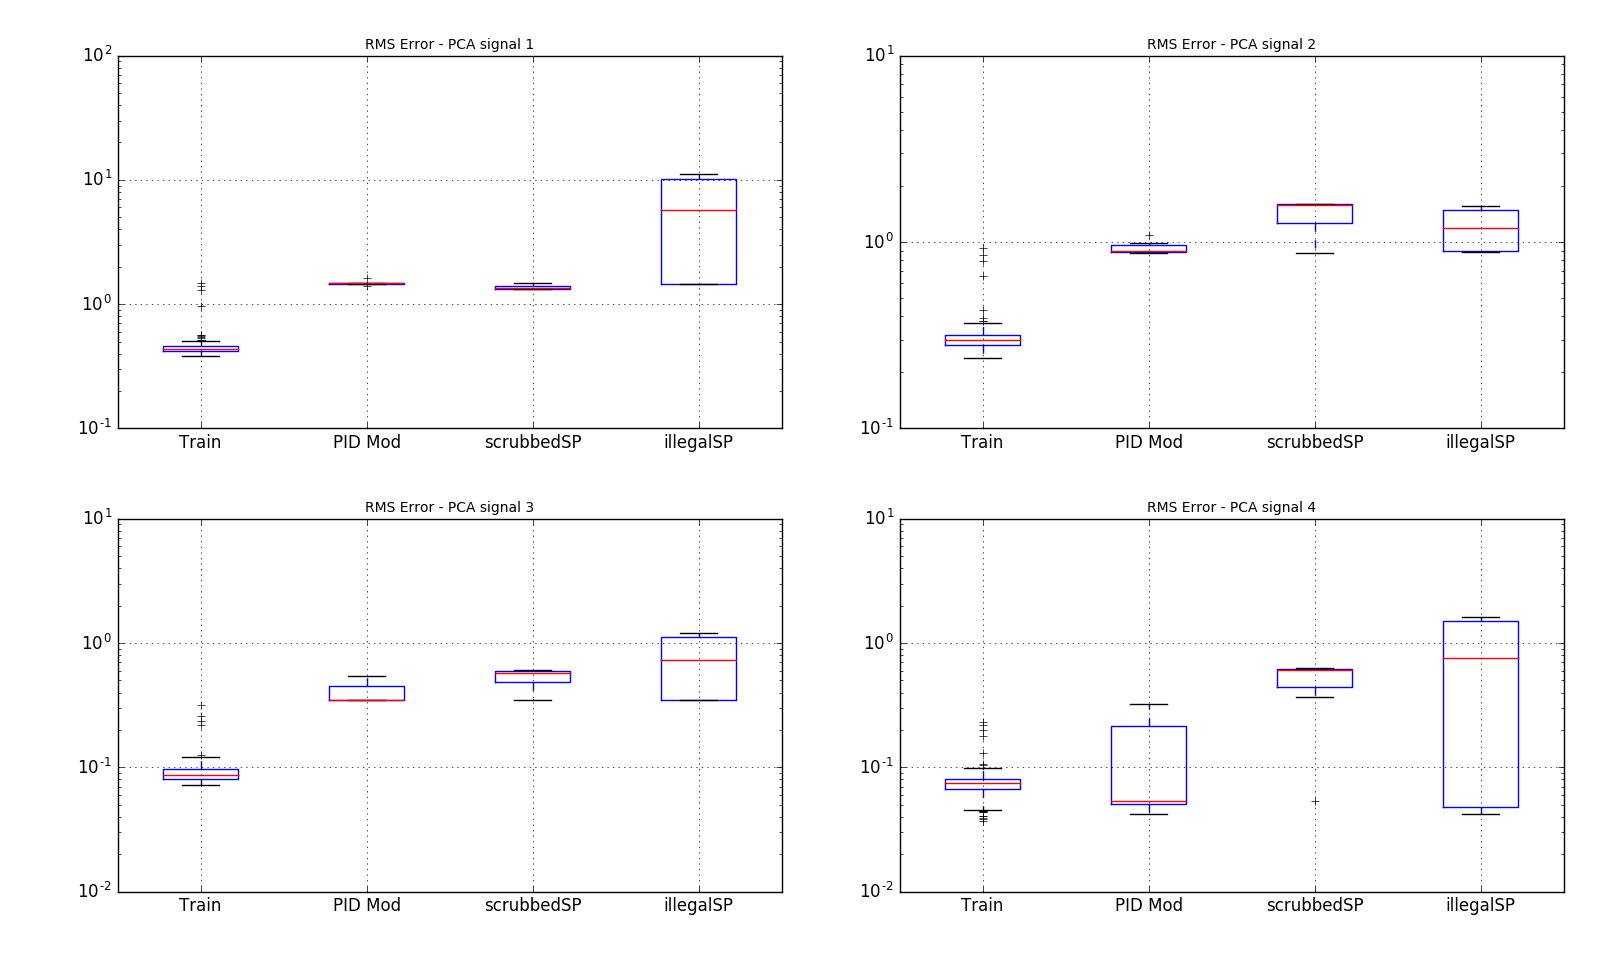 RMS Error - PCA signal 1
10^2
10^1
10^0
10^-1
Train PID Mod scrubbedSP illegalSP
RMS Error - PCA signal 2
10^1
10^0
10^-1
Train PID Mod scrubbedSP illegalSP
RMS Error - PCA signal 3
10^1
10^0
10^-1
10^-2
Train PID Mod scrubbedSP illegalSP
RMS Error - PCA signal 4
10^1
10^0
10^-1
10^-2
Train PID Mod scrubbedSP illegalSP